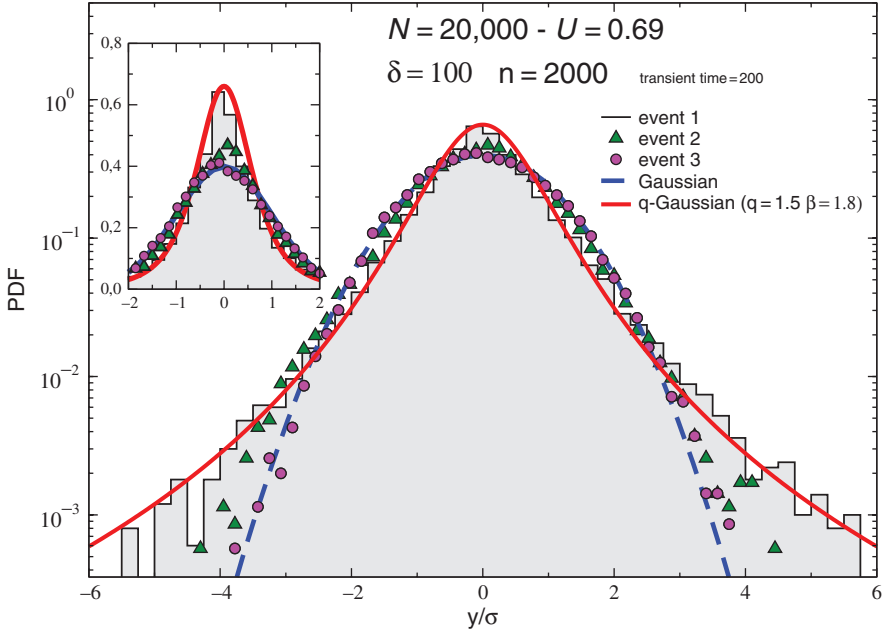 N = 20,000 - U = 0.69
δ = 100 n = 2000 transient time = 200
event 1
event 2
event 3
Gaussian
q-Gaussian (q = 1.5 β = 1.8)
0,8
0,6
0,4
0,2
0,0
−2 −1 0 1 2
PDF
10⁰
10⁻¹
10⁻²
10⁻³
−6 −4 −2 0 2 4 6
y/σ